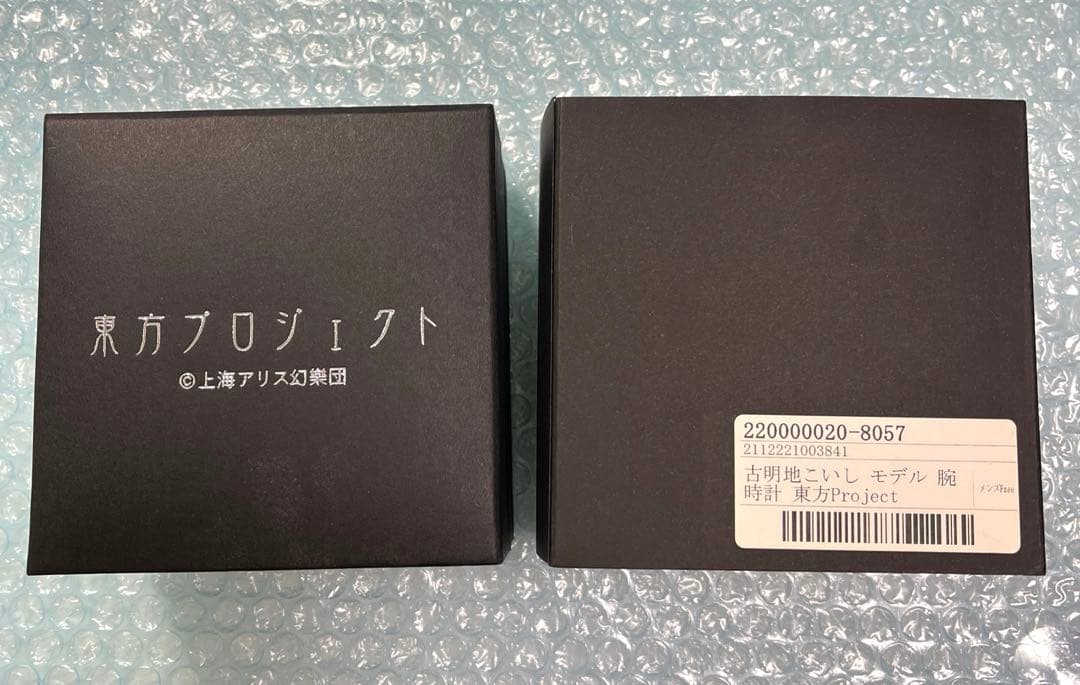 東方プロジェクト
©上海アリス幻樂団
220000020-8057
2112221003841
古明地こいし モデル 腕
時計 東方Project
メンズFree